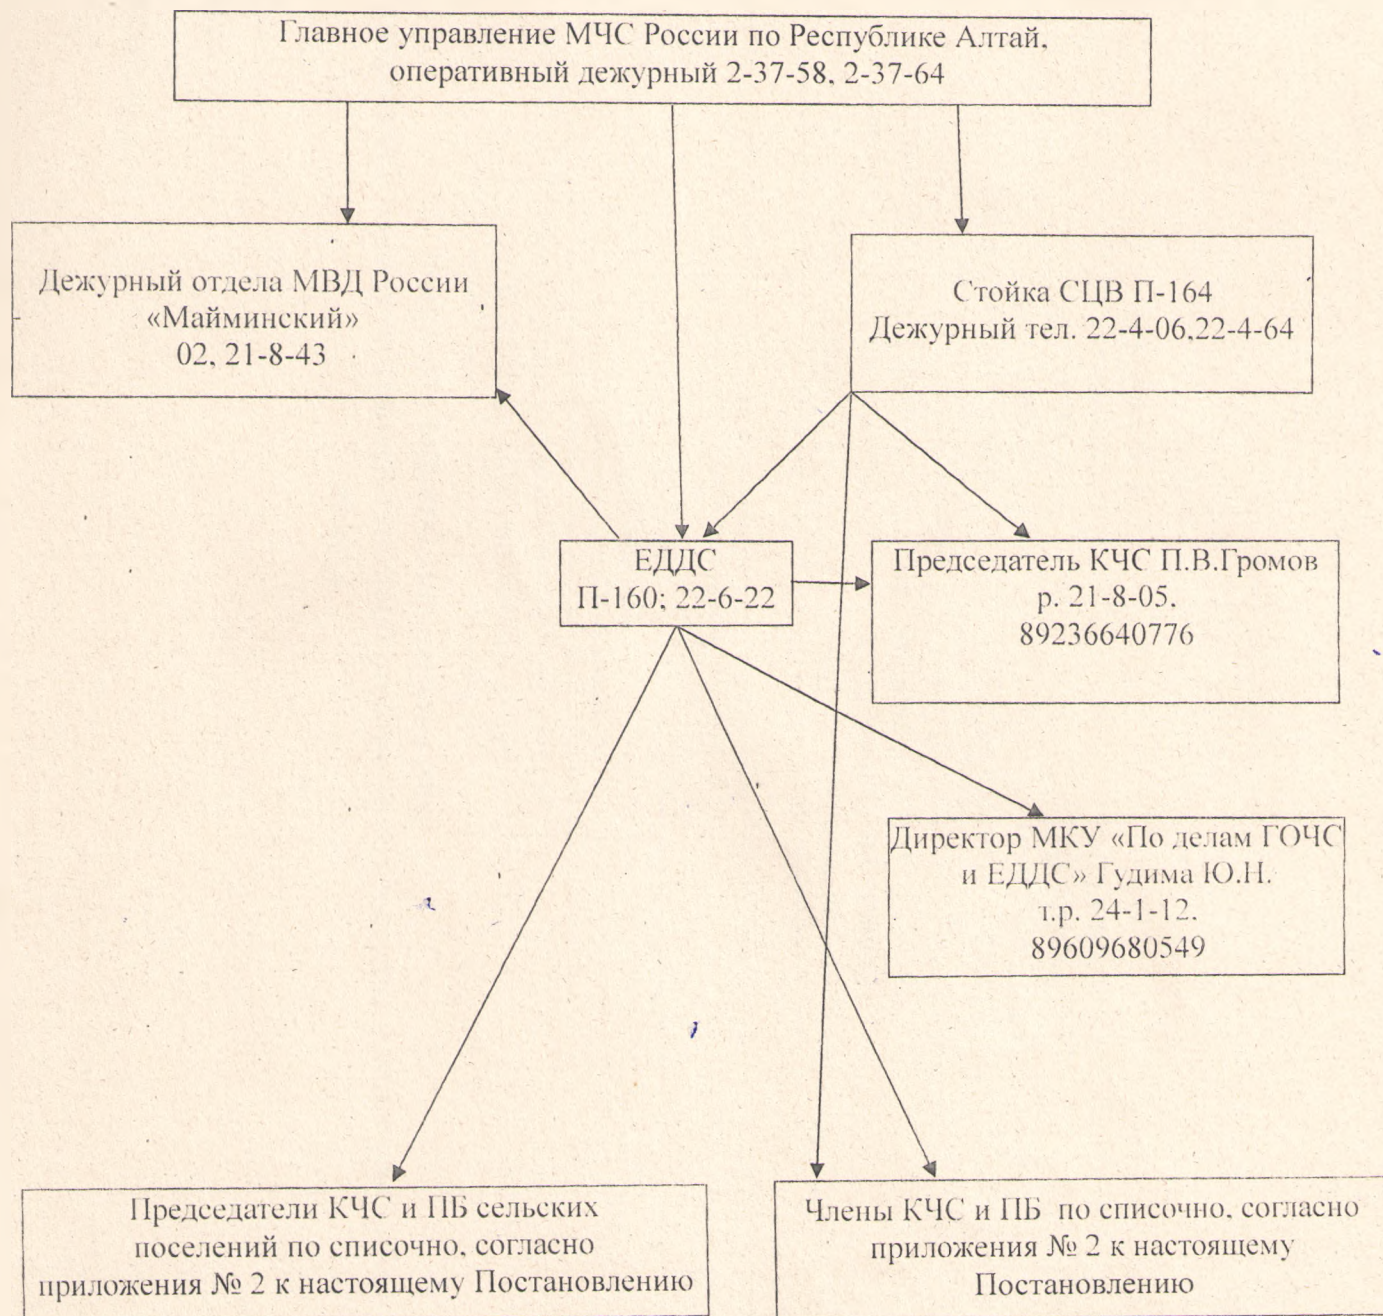 Главное управление МЧС России по Республике Алтай,
оперативный дежурный 2-37-58, 2-37-64
Дежурный отдела МВД России
«Майминский»
02, 21-8-43
Стойка СЦВ П-164
Дежурный тел. 22-4-06,22-4-64
ЕДДС
П-160; 22-6-22
Председатель КЧС П.В.Громов
р. 21-8-05.
89236640776
Директор МКУ «По делам ГОЧС
и ЕДДС» Гудима Ю.Н.
т.р. 24-1-12.
89609680549
Председатели КЧС и ПБ сельских
поселений по списочно, согласно
приложения № 2 к настоящему Постановлению
Члены КЧС и ПБ по списочно, согласно
приложения № 2 к настоящему
Постановлению